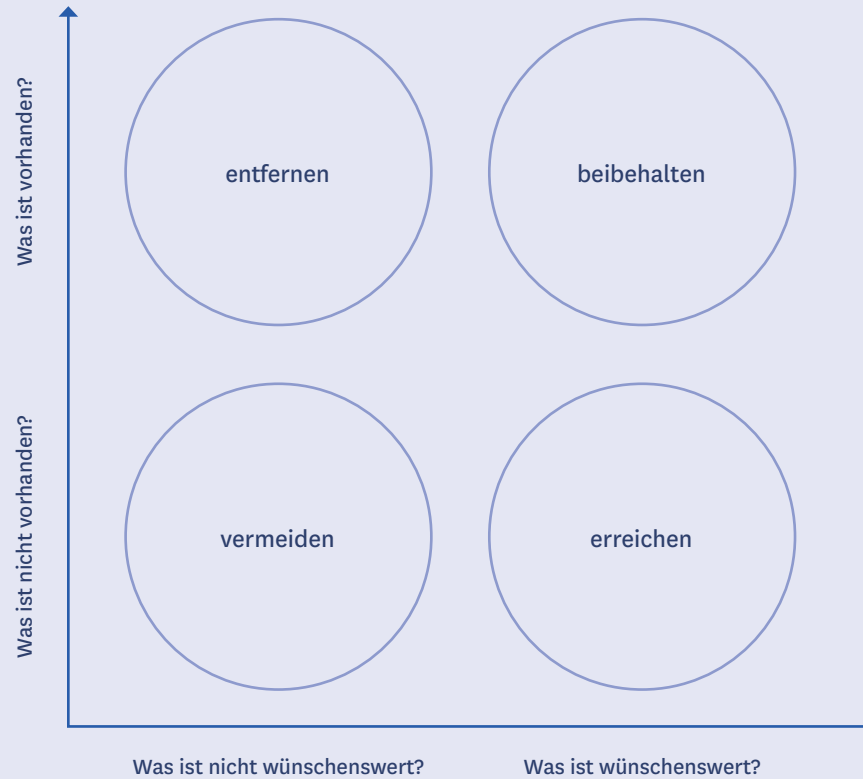 Was ist vorhanden?
entfernen
beibehalten
Was ist nicht vorhanden?
vermeiden
erreichen
Was ist nicht wünschenswert?
Was ist wünschenswert?